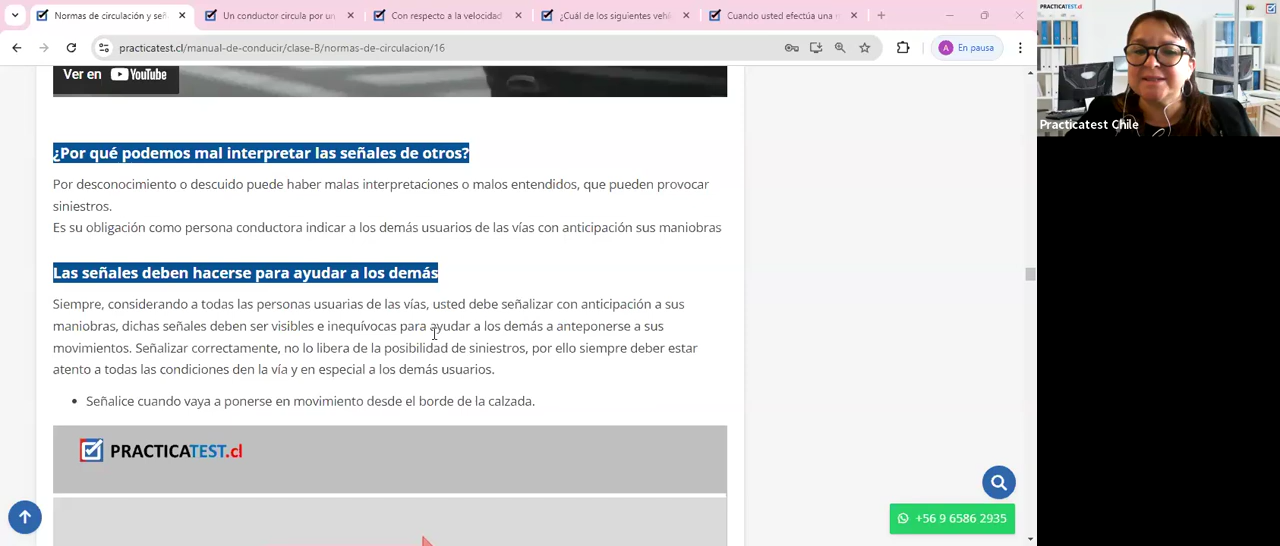 Normas de circulación y señ
Un conductor circula por un
Con respecto a la velocidad
¿Cuál de los siguientes vehí
Cuando usted efectúa una m
practicatest.cl/manual-de-conducir/clase-B/normas-de-circulacion/16
A
En pausa
PRACTICATEST.cl
Practicatest Chile
Ver en YouTube
¿Por qué podemos mal interpretar las señales de otros?
Por desconocimiento o descuido puede haber malas interpretaciones o malos entendidos, que pueden provocar
siniestros.
Es su obligación como persona conductora indicar a los demás usuarios de las vías con anticipación sus maniobras
Las señales deben hacerse para ayudar a los demás
Siempre, considerando a todas las personas usuarias de las vías, usted debe señalizar con anticipación a sus
maniobras, dichas señales deben ser visibles e inequívocas para ayudar a los demás a anteponerse a sus
movimientos. Señalizar correctamente, no lo libera de la posibilidad de siniestros, por ello siempre deber estar
atento a todas las condiciones den la vía y en especial a los demás usuarios.
• Señalice cuando vaya a ponerse en movimiento desde el borde de la calzada.
PRACTICATEST.cl
+56 9 6586 2935